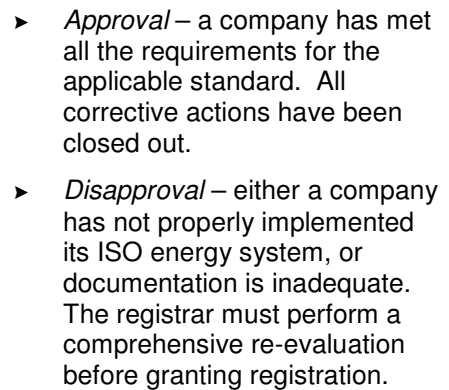 ➤ Approval – a company has met
all the requirements for the
applicable standard.  All
corrective actions have been
closed out.
➤ Disapproval – either a company
has not properly implemented
its ISO energy system, or
documentation is inadequate.
The registrar must perform a
comprehensive re-evaluation
before granting registration.